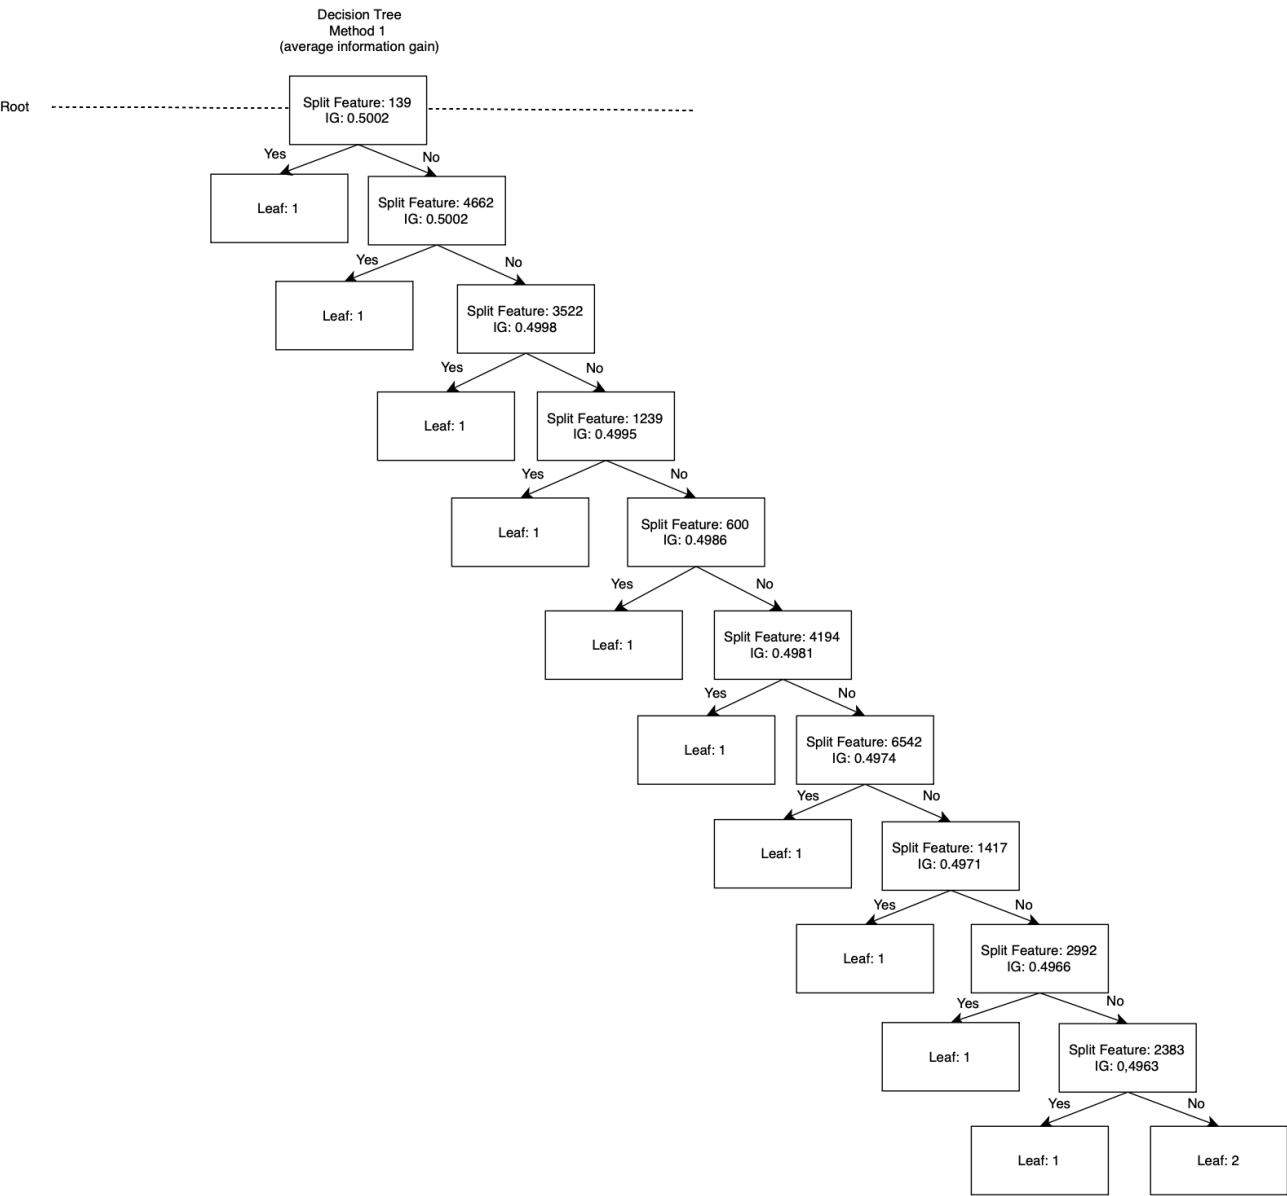 Decision Tree
Method 1
(average information gain)
Root
Split Feature: 139
IG: 0.5002
Yes
No
Leaf: 1
Split Feature: 4662
IG: 0.5002
Yes
No
Leaf: 1
Split Feature: 3522
IG: 0.4998
Yes
No
Leaf: 1
Split Feature: 1239
IG: 0.4995
Yes
No
Leaf: 1
Split Feature: 600
IG: 0.4986
Yes
No
Leaf: 1
Split Feature: 4194
IG: 0.4981
Yes
No
Leaf: 1
Split Feature: 6542
IG: 0.4974
Yes
No
Leaf: 1
Split Feature: 1417
IG: 0.4971
Yes
No
Leaf: 1
Split Feature: 2992
IG: 0.4966
Yes
No
Leaf: 1
Split Feature: 2383
IG: 0,4963
Yes
No
Leaf: 1
Leaf: 2